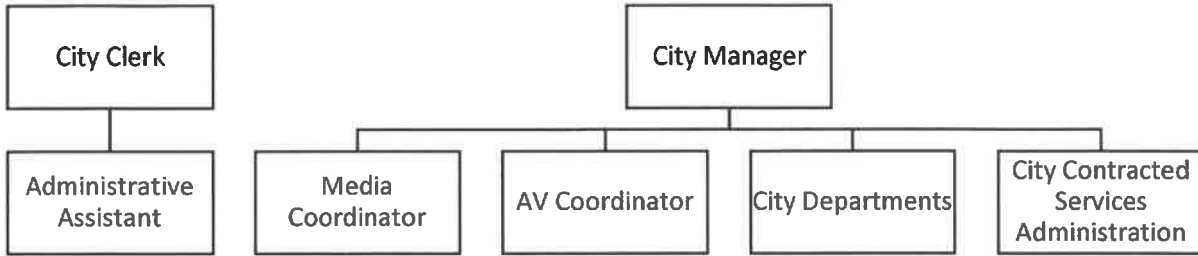 City Clerk
City Manager
Administrative
Assistant
Media
Coordinator
AV Coordinator
City Departments
City Contracted
Services
Administration